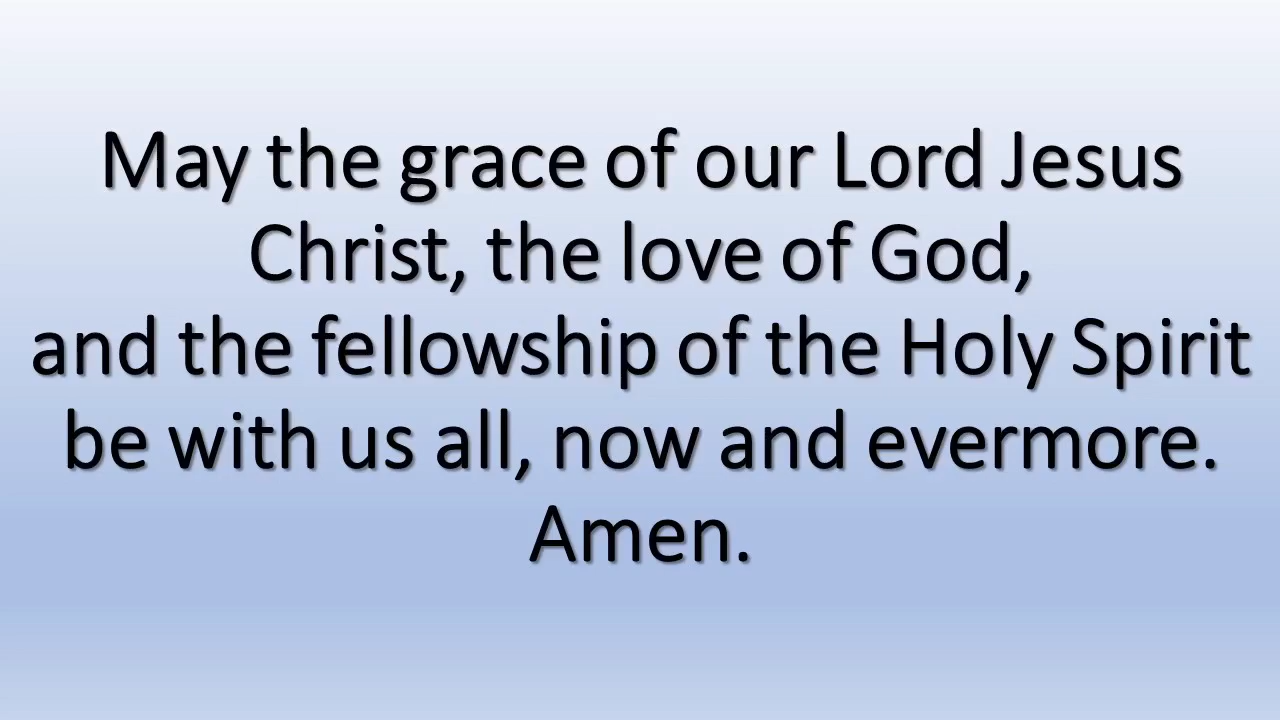 May the grace of our Lord Jesus
Christ, the love of God,
and the fellowship of the Holy Spirit
be with us all, now and evermore.
Amen.